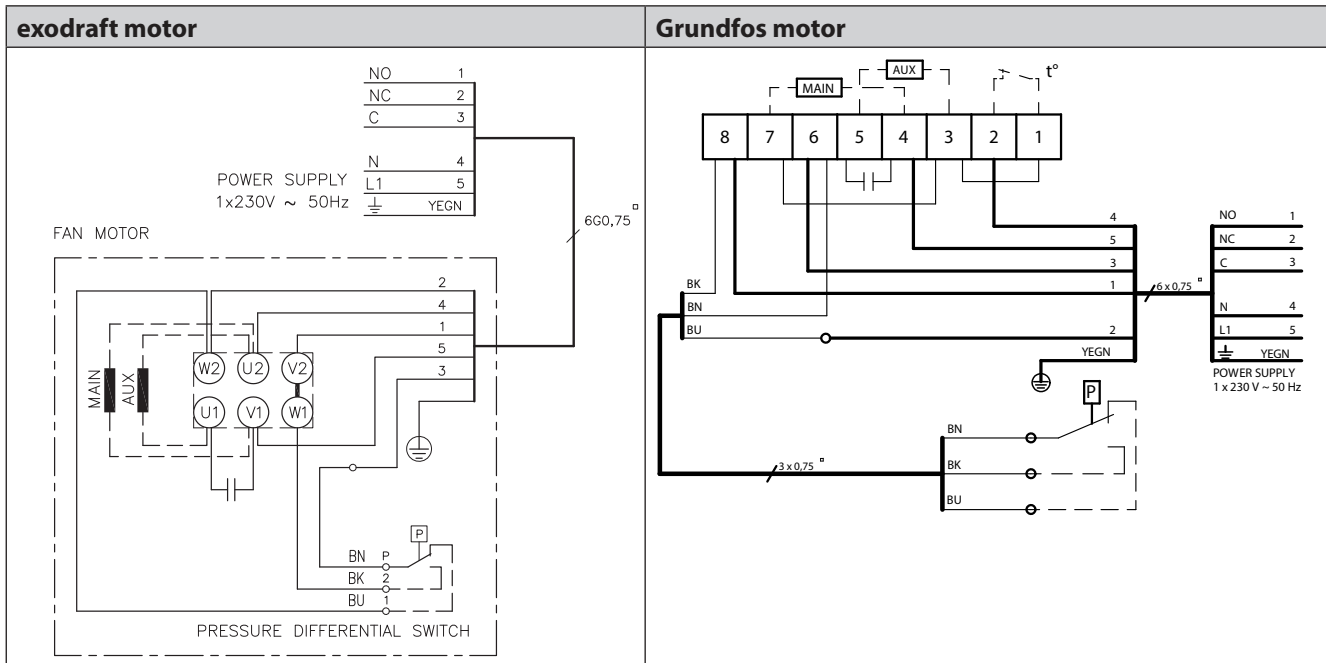 exodraft motor
NO 1
NC 2
C 3
N 4
POWER SUPPLY L1 5
1x230V ~ 50Hz YEGN
6G0,75
FAN MOTOR
2
4
1
5
3
MAIN
AUX
W2 U2 V2
U1 V1 W1
P
BN P
BK 2
BU 1
PRESSURE DIFFERENTIAL SWITCH
Grundfos motor
AUX t°
MAIN
8 7 6 5 4 3 2 1
4
5
3
1
2
YEGN
6 x 0,75
NO 1
NC 2
C 3
N 4
L1 5
YEGN
POWER SUPPLY
1 x 230 V ~ 50 Hz
BK
BN
BU
3 x 0,75
P
BN
BK
BU